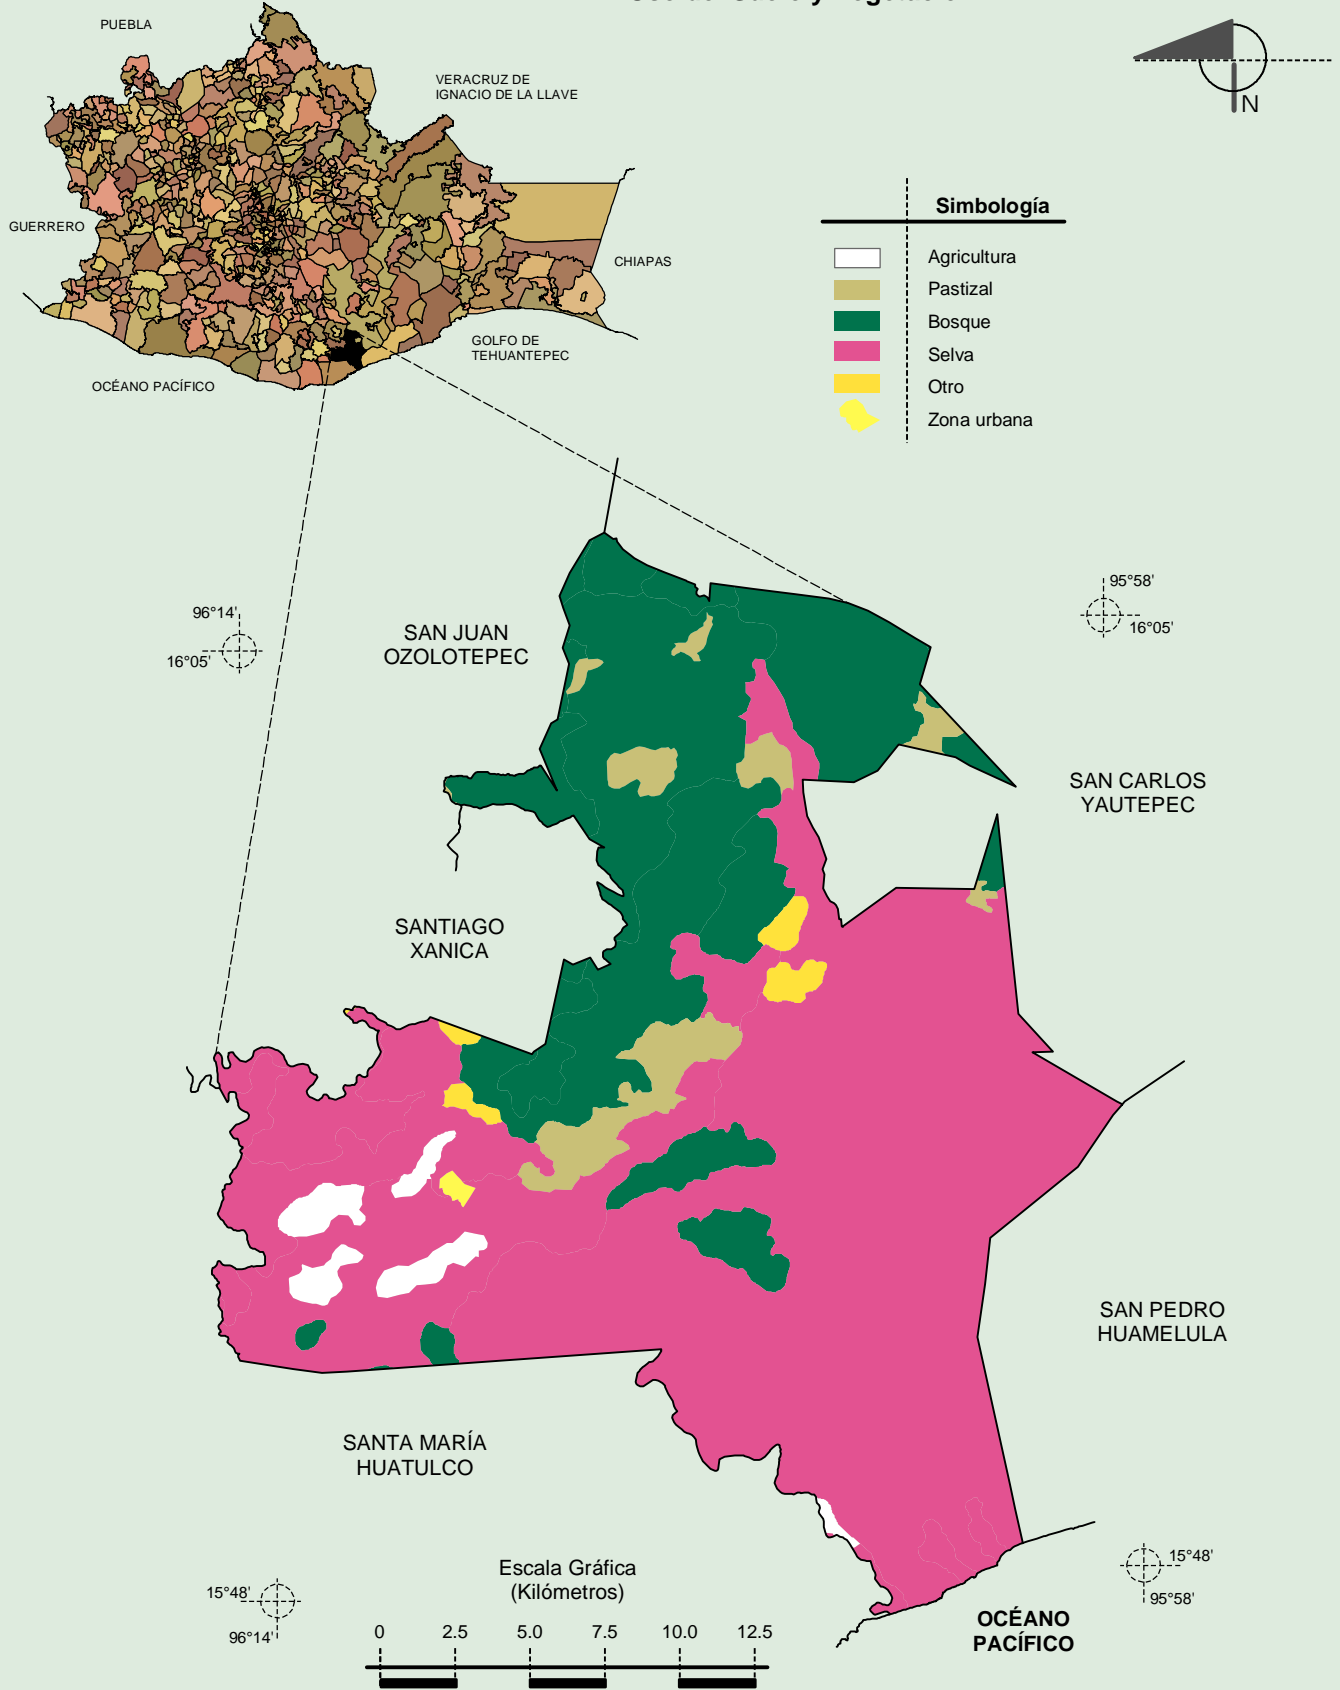 PUEBLA
VERACRUZ DE
IGNACIO DE LA LLAVE
N
GUERRERO
CHIAPAS
GOLFO DE
TEHUANTEPEC
OCÉANO PACÍFICO
Simbología
Agricultura
Pastizal
Bosque
Selva
Otro
Zona urbana
96°14'
16°05'
95°58'
16°05'
SAN JUAN
OZOLOTEPEC
SAN CARLOS
YAUTEPEC
SANTIAGO
XANICA
SAN PEDRO
HUAMELULA
SANTA MARÍA
HUATULCO
15°48'
96°14'
15°48'
95°58'
OCÉANO
PACÍFICO
Escala Gráfica
(Kilómetros)
0 2.5 5.0 7.5 10.0 12.5